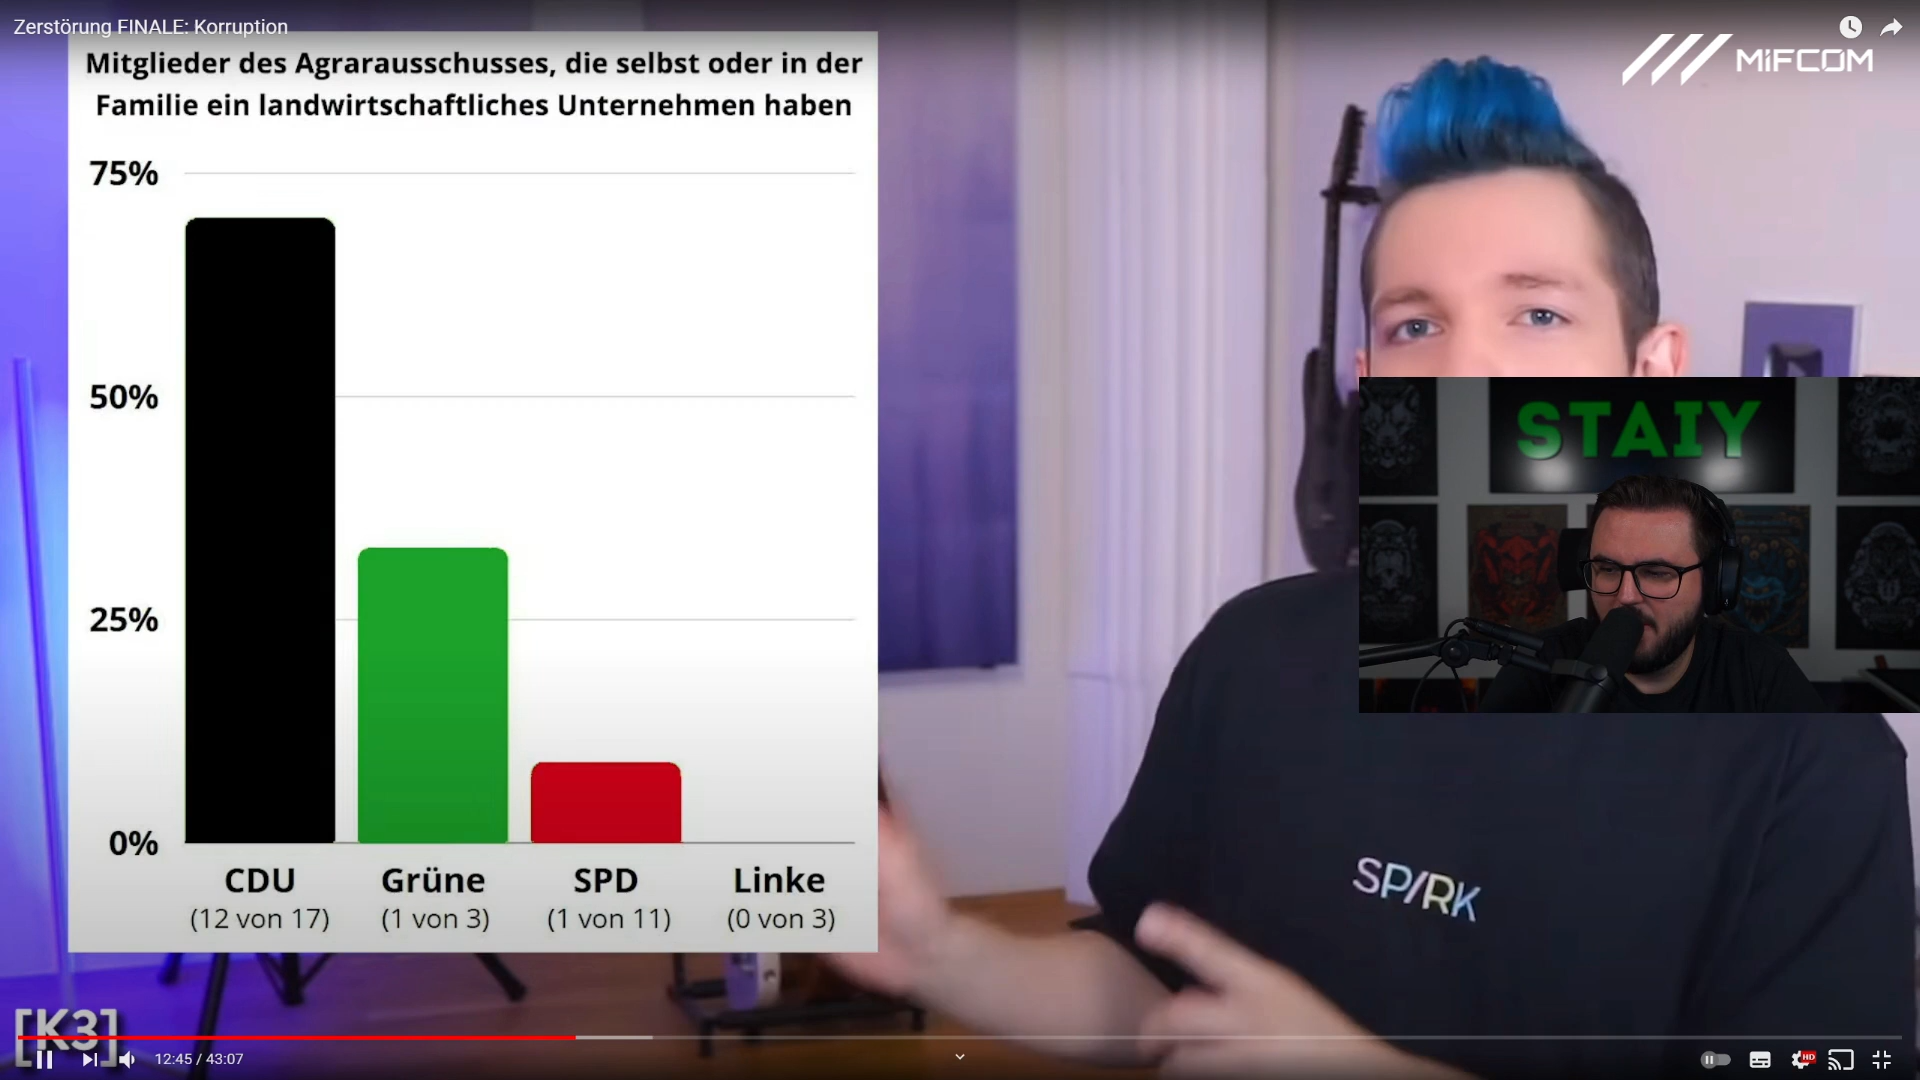 Zerstörung FINALE: Korruption
MIFCOM
Mitglieder des Agrarausschusses, die selbst oder in der
Familie ein landwirtschaftliches Unternehmen haben
75%
50%
25%
0%
CDU
(12 von 17)
Grüne
(1 von 3)
SPD
(1 von 11)
Linke
(0 von 3)
STAIY
SP/RK
[K3]
12:45 / 43:07
HD